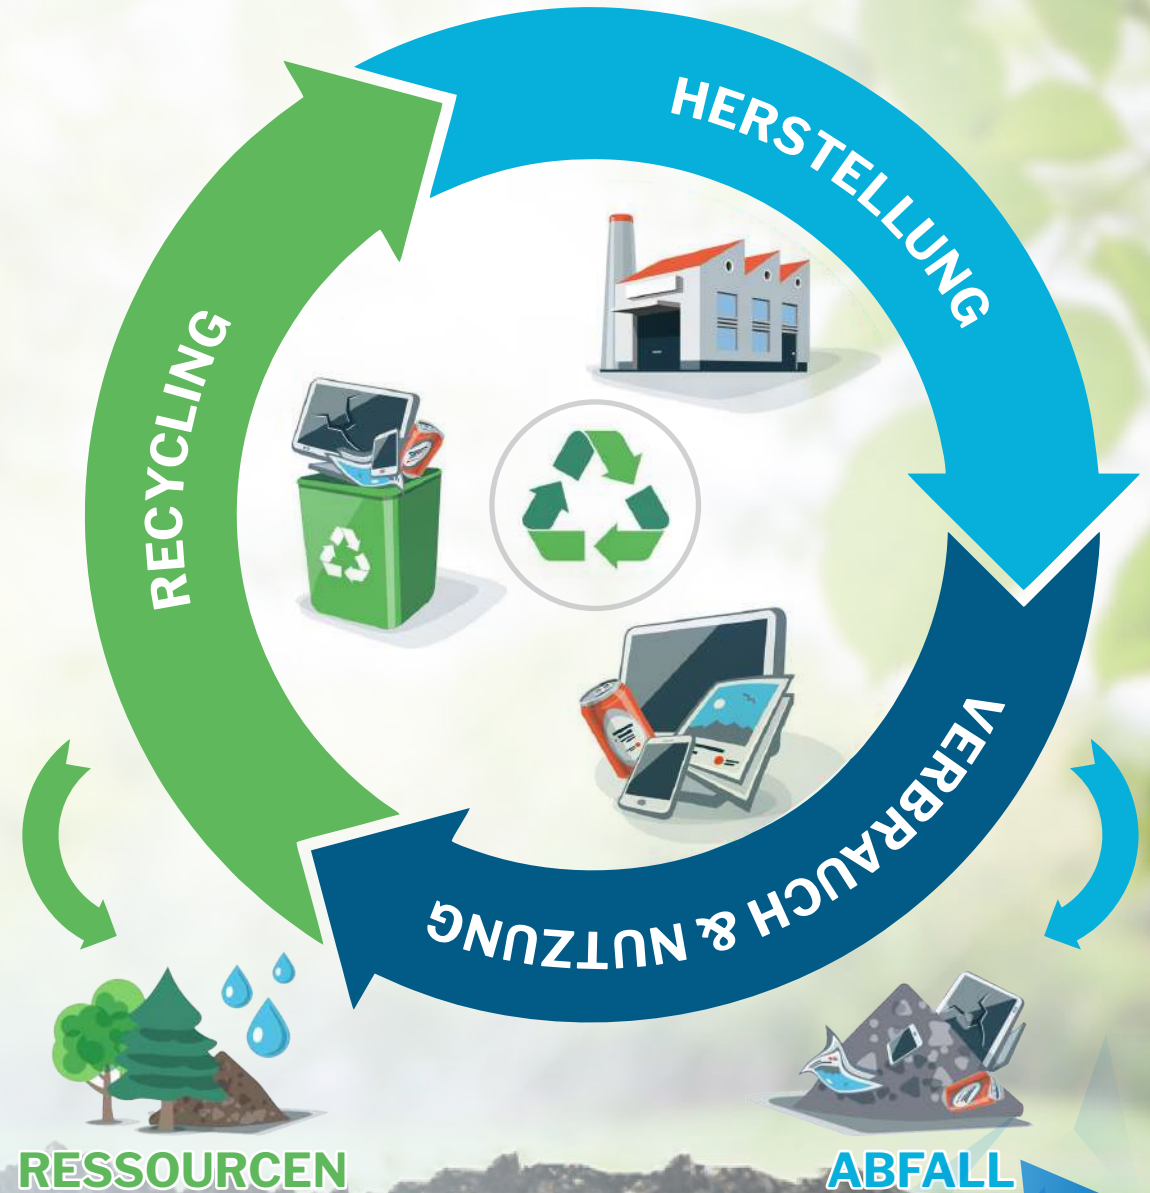 HERSTELLUNG
VERBRAUCH & NUTZUNG
RECYCLING
RESSOURCEN
ABFALL